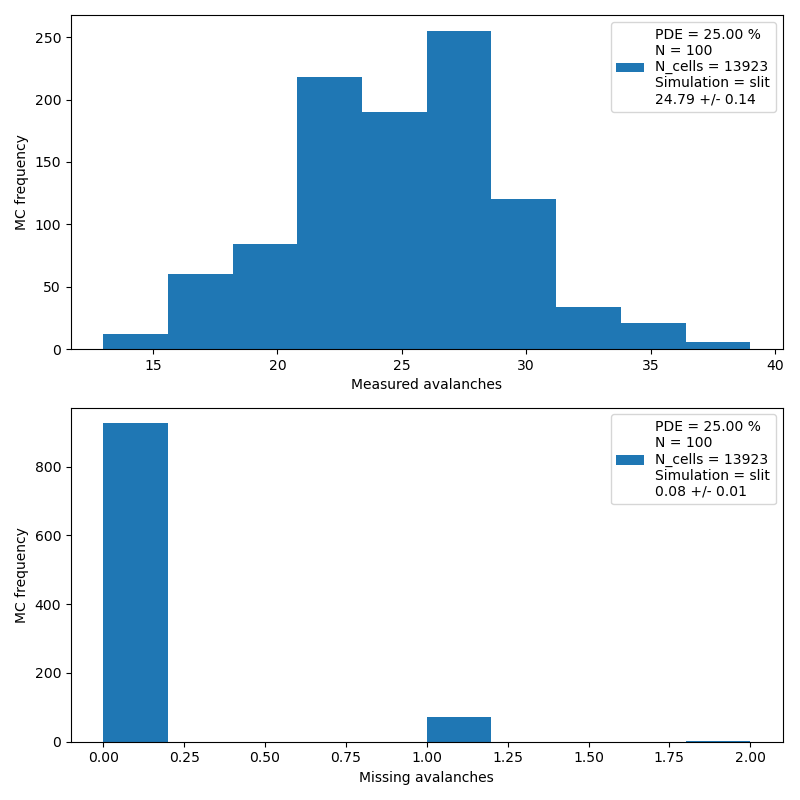 PDE = 25.00 %
N = 100
N_cells = 13923
Simulation = slit
24.79 +/- 0.14
250
200
150
100
50
0
MC frequency
15 20 25 30 35 40
Measured avalanches
PDE = 25.00 %
N = 100
N_cells = 13923
Simulation = slit
0.08 +/- 0.01
800
600
400
200
0
MC frequency
0.00 0.25 0.50 0.75 1.00 1.25 1.50 1.75 2.00
Missing avalanches